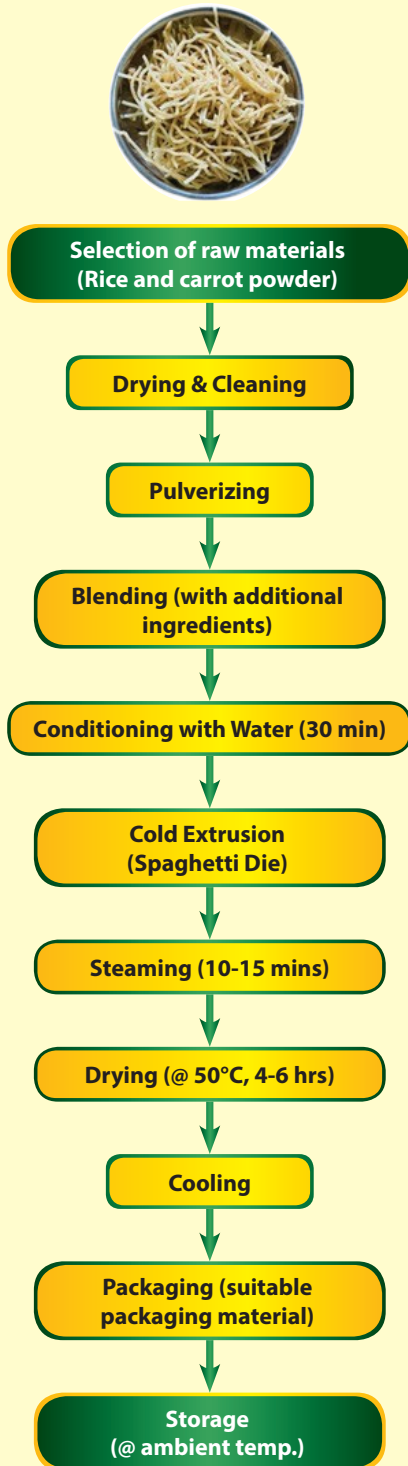 Selection of raw materials
(Rice and carrot powder)
Drying & Cleaning
Pulverizing
Blending (with additional
ingredients)
Conditioning with Water (30 min)
Cold Extrusion
(Spaghetti Die)
Steaming (10-15 mins)
Drying (@ 50°C, 4-6 hrs)
Cooling
Packaging (suitable
packaging material)
Storage
(@ ambient temp.)